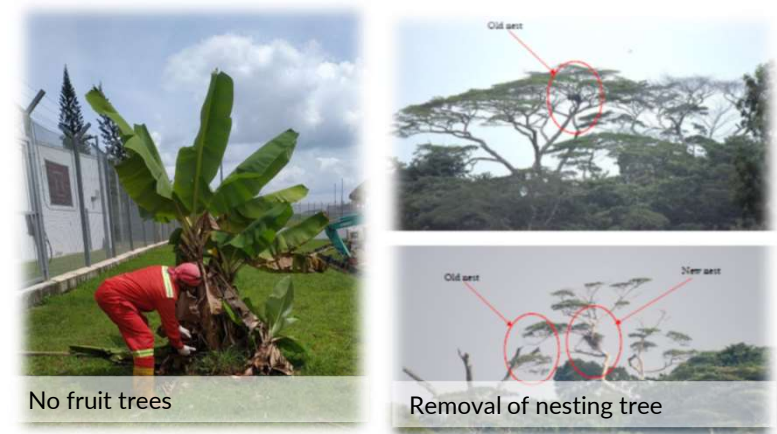 Old nest
Old nest
New nest
No fruit trees
Removal of nesting tree